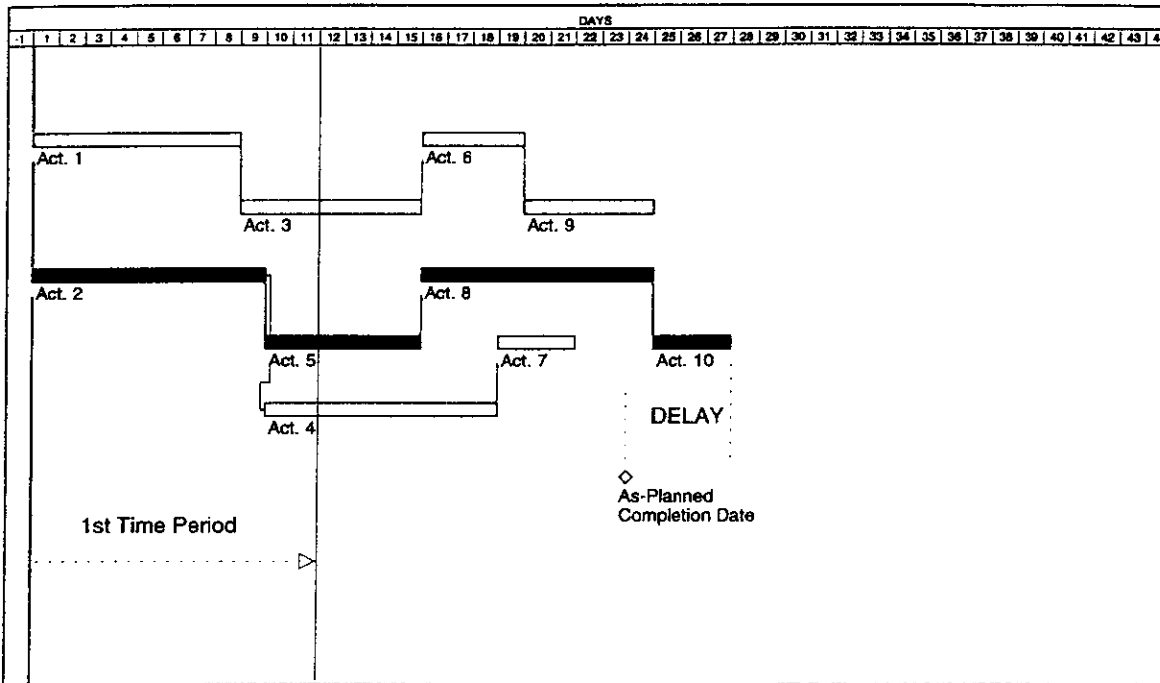 DAYS
-1 1 2 3 4 5 6 7 8 9 10 11 12 13 14 15 16 17 18 19 20 21 22 23 24 25 26 27 28 29 30 31 32 33 34 35 36 37 38 39 40 41 42 43 4
Act. 1
Act. 6
Act. 3
Act. 9
Act. 2
Act. 8
Act. 5
Act. 7
Act. 10
Act. 4
DELAY
As-Planned
Completion Date
1st Time Period